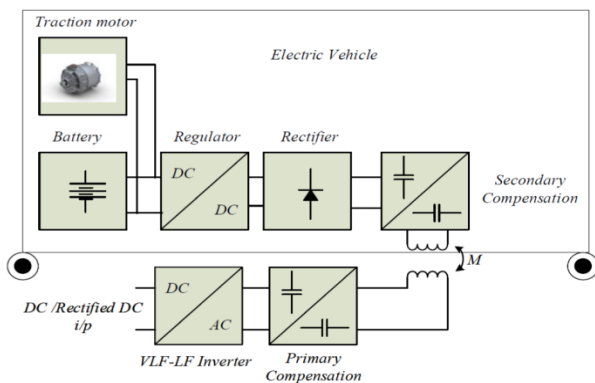 Traction motor
Electric Vehicle
Battery
Regulator
Rectifier
DC
DC
Secondary
Compensation
M
DC /Rectified DC
i/p
DC
AC
VLF-LF Inverter
Primary
Compensation